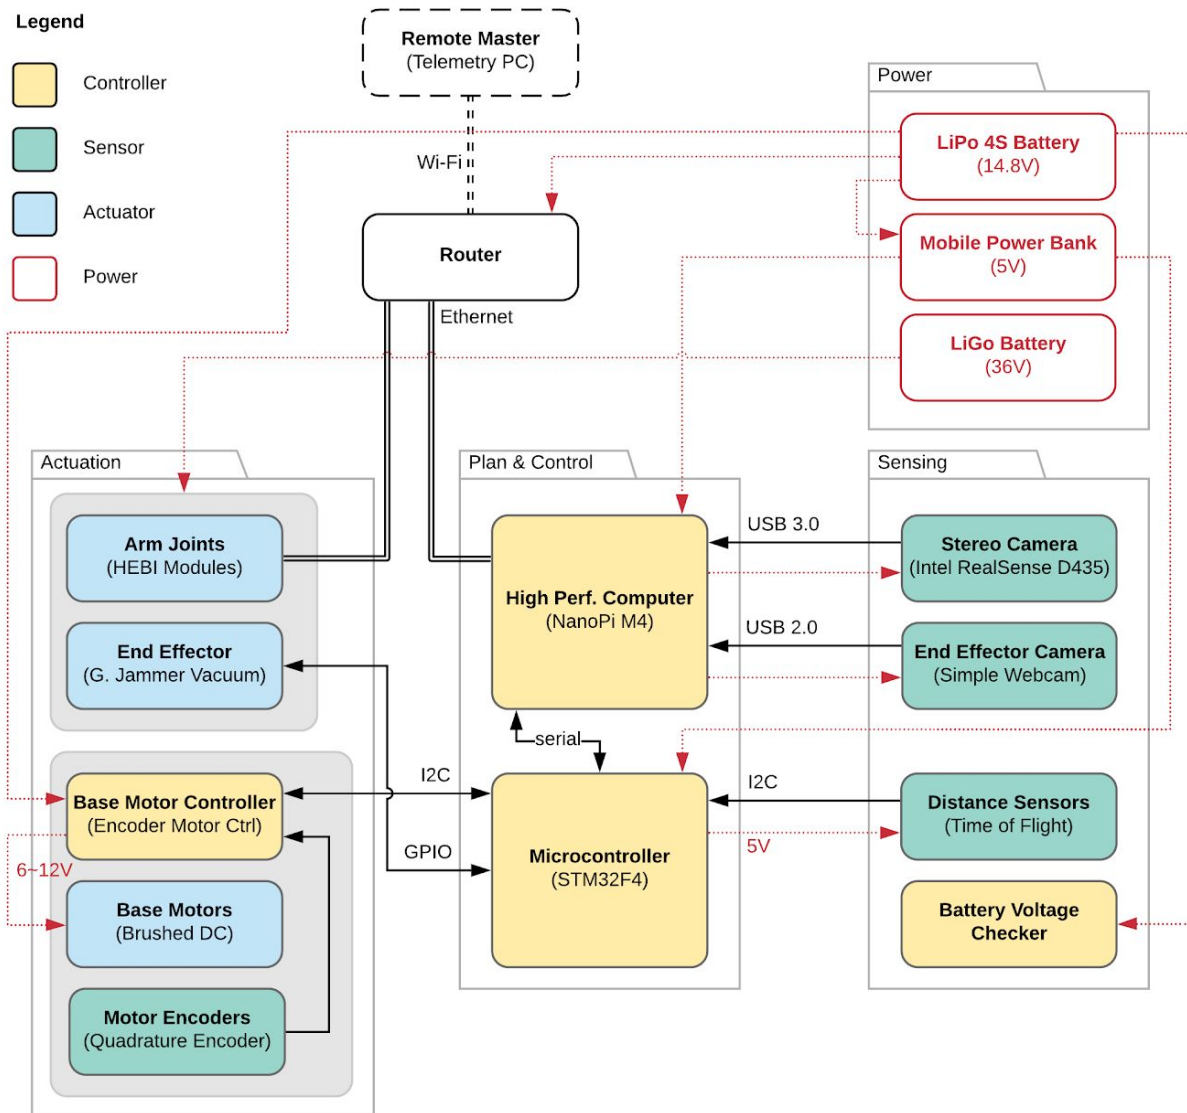 Legend
Controller
Sensor
Actuator
Power
Remote Master
(Telemetry PC)
Wi-Fi
Router
Ethernet
Power
LiPo 4S Battery
(14.8V)
Mobile Power Bank
(5V)
LiGo Battery
(36V)
Actuation
Arm Joints
(HEBI Modules)
End Effector
(G. Jammer Vacuum)
Base Motor Controller
(Encoder Motor Ctrl)
6~12V
Base Motors
(Brushed DC)
Motor Encoders
(Quadrature Encoder)
I2C
GPIO
Plan & Control
High Perf. Computer
(NanoPi M4)
serial
Microcontroller
(STM32F4)
USB 3.0
USB 2.0
I2C
5V
Sensing
Stereo Camera
(Intel RealSense D435)
End Effector Camera
(Simple Webcam)
Distance Sensors
(Time of Flight)
Battery Voltage
Checker